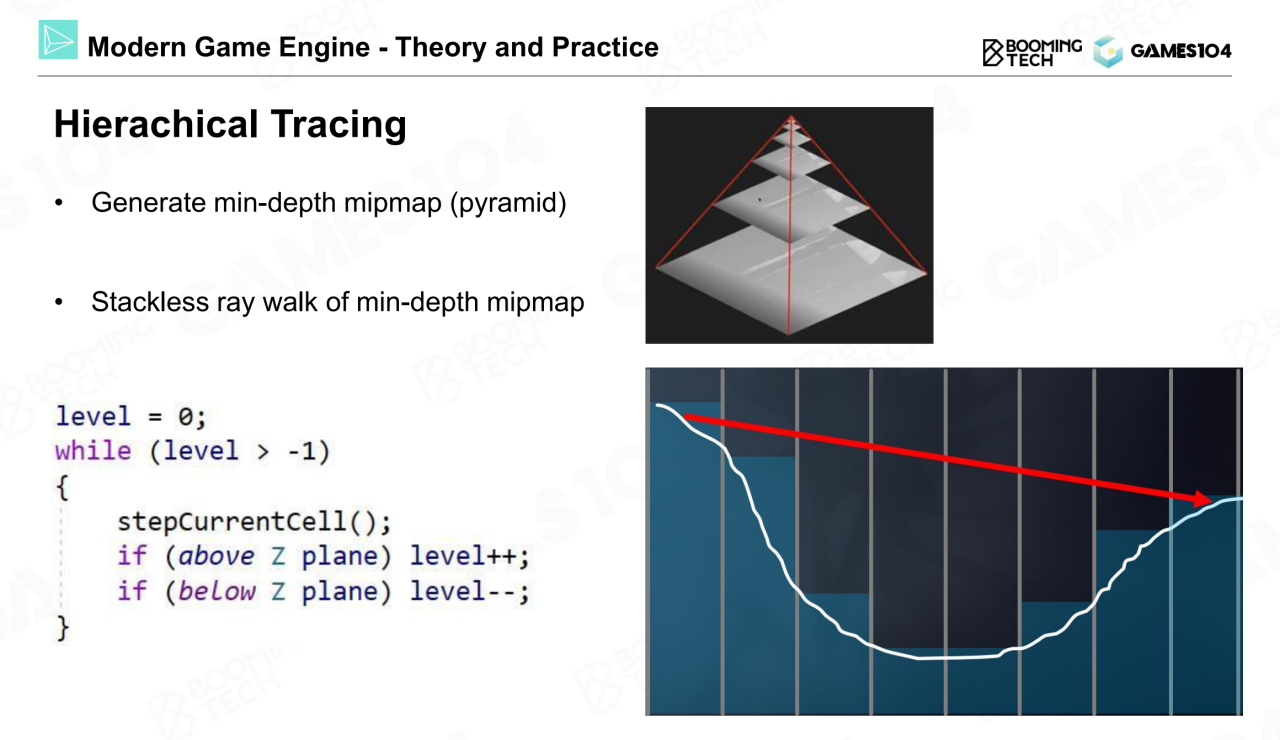 Modern Game Engine - Theory and Practice
BOOMING
TECH
GAMES104
Hierachical Tracing
• Generate min-depth mipmap (pyramid)
• Stackless ray walk of min-depth mipmap
level = 0;
while (level > -1)
{
    stepCurrentCell();
    if (above Z plane) level++;
    if (below Z plane) level--;
}